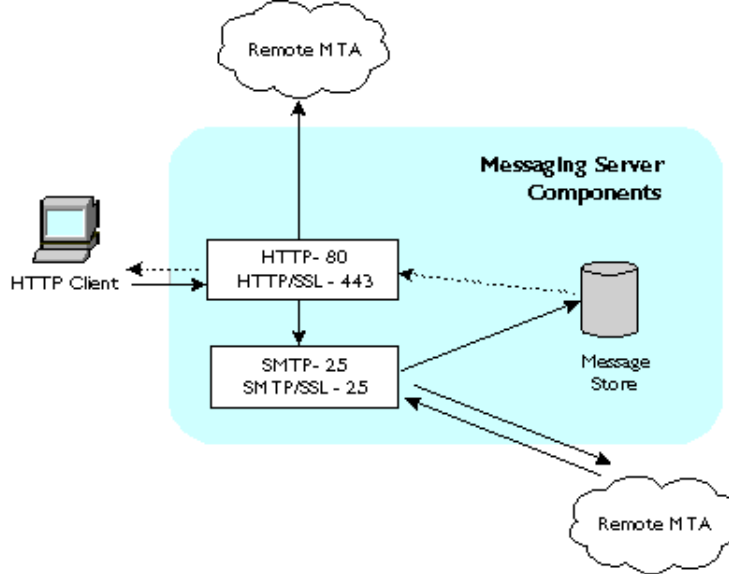 Remote MTA
Messaging Server
Components
HTTP- 80
HTTP/SSL - 443
HTTP Client
SMTP- 25
SMTP/SSL - 25
Message
Store
Remote MTA